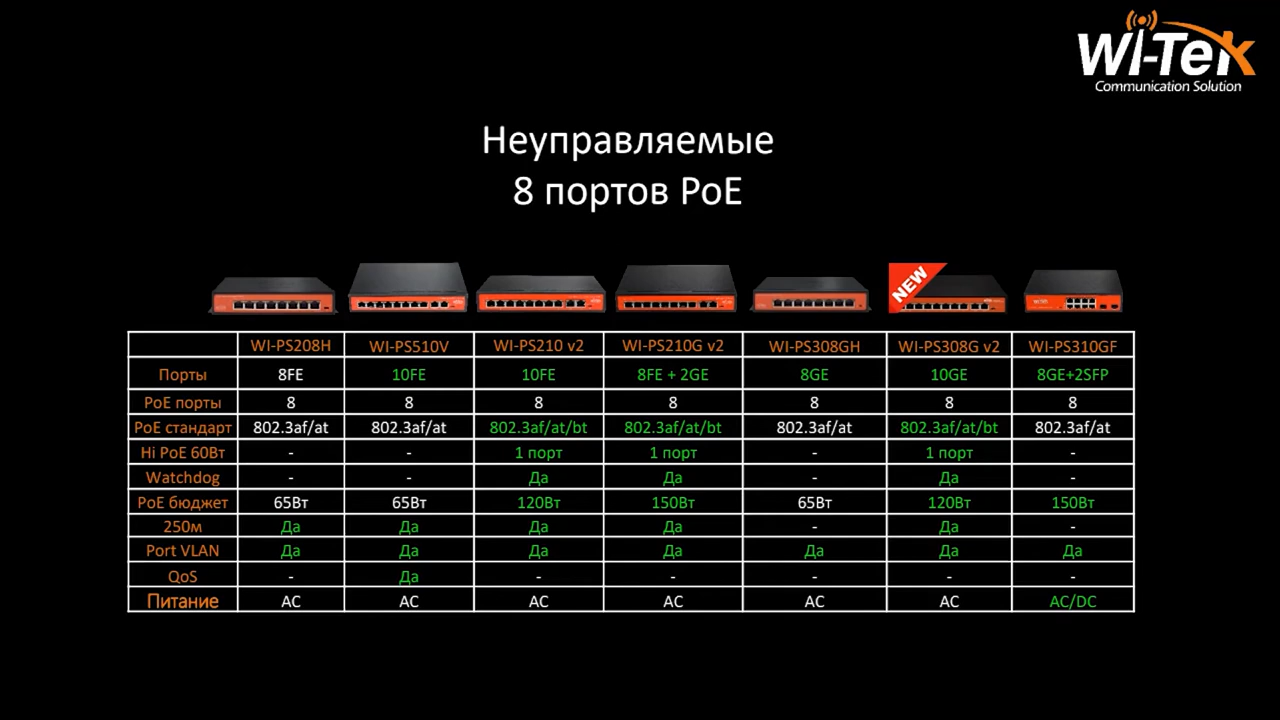 WI-TEK
Communication Solution
Неуправляемые
8 портов PoE
NEW
WI-PS208H WI-PS510V WI-PS210 v2 WI-PS210G v2 WI-PS308GH WI-PS308G v2 WI-PS310GF
Порты 8FE 10FE 10FE 8FE + 2GE 8GE 10GE 8GE+2SFP
PoE порты 8 8 8 8 8 8 8
PoE стандарт 802.3af/at 802.3af/at 802.3af/at/bt 802.3af/at/bt 802.3af/at 802.3af/at/bt 802.3af/at
Hi PoE 60Вт - - 1 порт 1 порт - 1 порт -
Watchdog - - Да Да - Да -
PoE бюджет 65Вт 65Вт 120Вт 150Вт 65Вт 120Вт 150Вт
250м Да Да Да Да - Да -
Port VLAN Да Да Да Да Да Да Да
QoS - Да - - - - -
Питание AC AC AC AC AC AC AC/DC